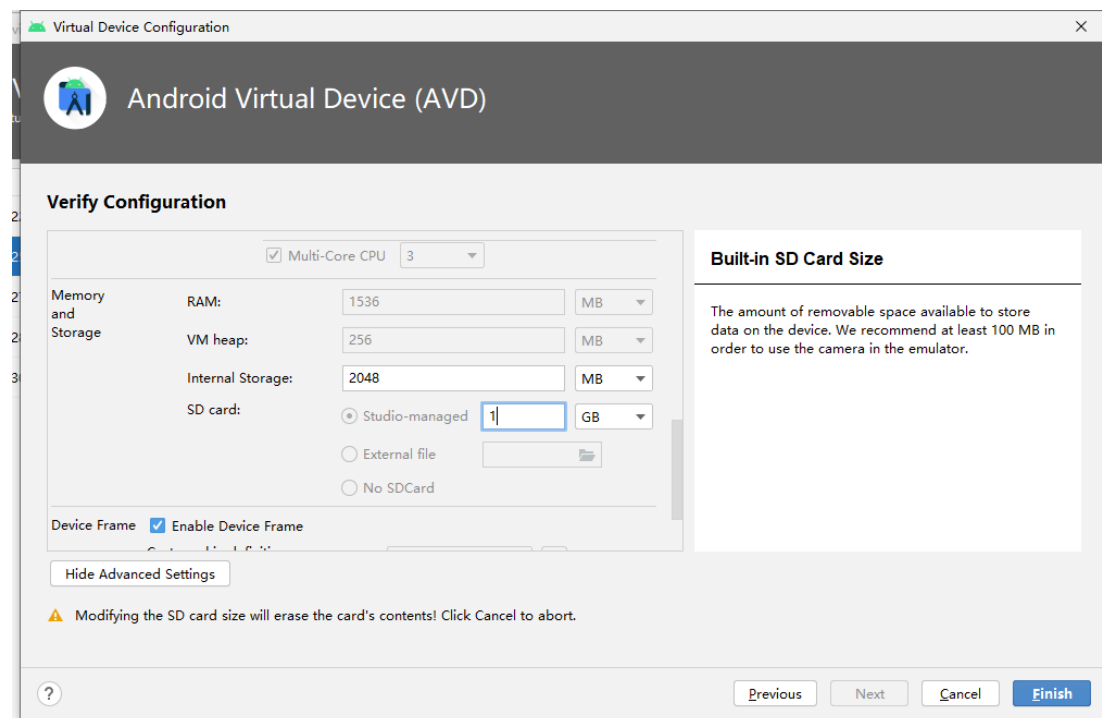 Virtual Device Configuration
Android Virtual Device (AVD)
Verify Configuration
Multi-Core CPU 3
Memory and Storage
RAM: 1536 MB
VM heap: 256 MB
Internal Storage: 2048 MB
SD card: Studio-managed 1 GB
External file
No SDCard
Device Frame Enable Device Frame
Hide Advanced Settings
Built-in SD Card Size
The amount of removable space available to store
data on the device. We recommend at least 100 MB in
order to use the camera in the emulator.
Modifying the SD card size will erase the card's contents! Click Cancel to abort.
? Previous Next Cancel Finish